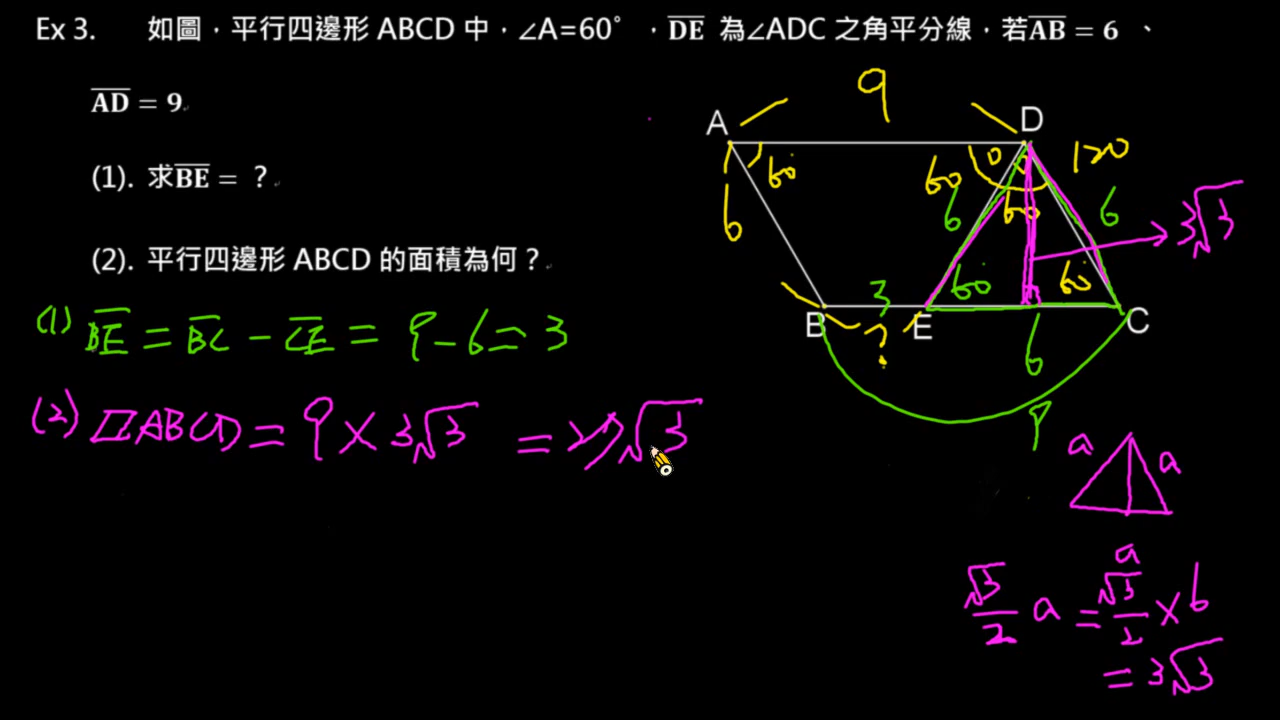 Ex 3. 如圖，平行四邊形 ABCD 中，∠A=60°，DE 為∠ADC 之角平分線，若AB = 6 、
AD = 9
(1). 求BE = ？
(2). 平行四邊形 ABCD 的面積為何？
(1) BE = BC - CE = 9 - 6 = 3
(2) ▱ABCD = 9 × 3√3 = 27√3
9
A
D
60°
60
120
6
6
60
6
3√3
3
60°
60°
B
?
E
6
C
9
a
a
a
√3/2 a = √3/2 × 6
= 3√3